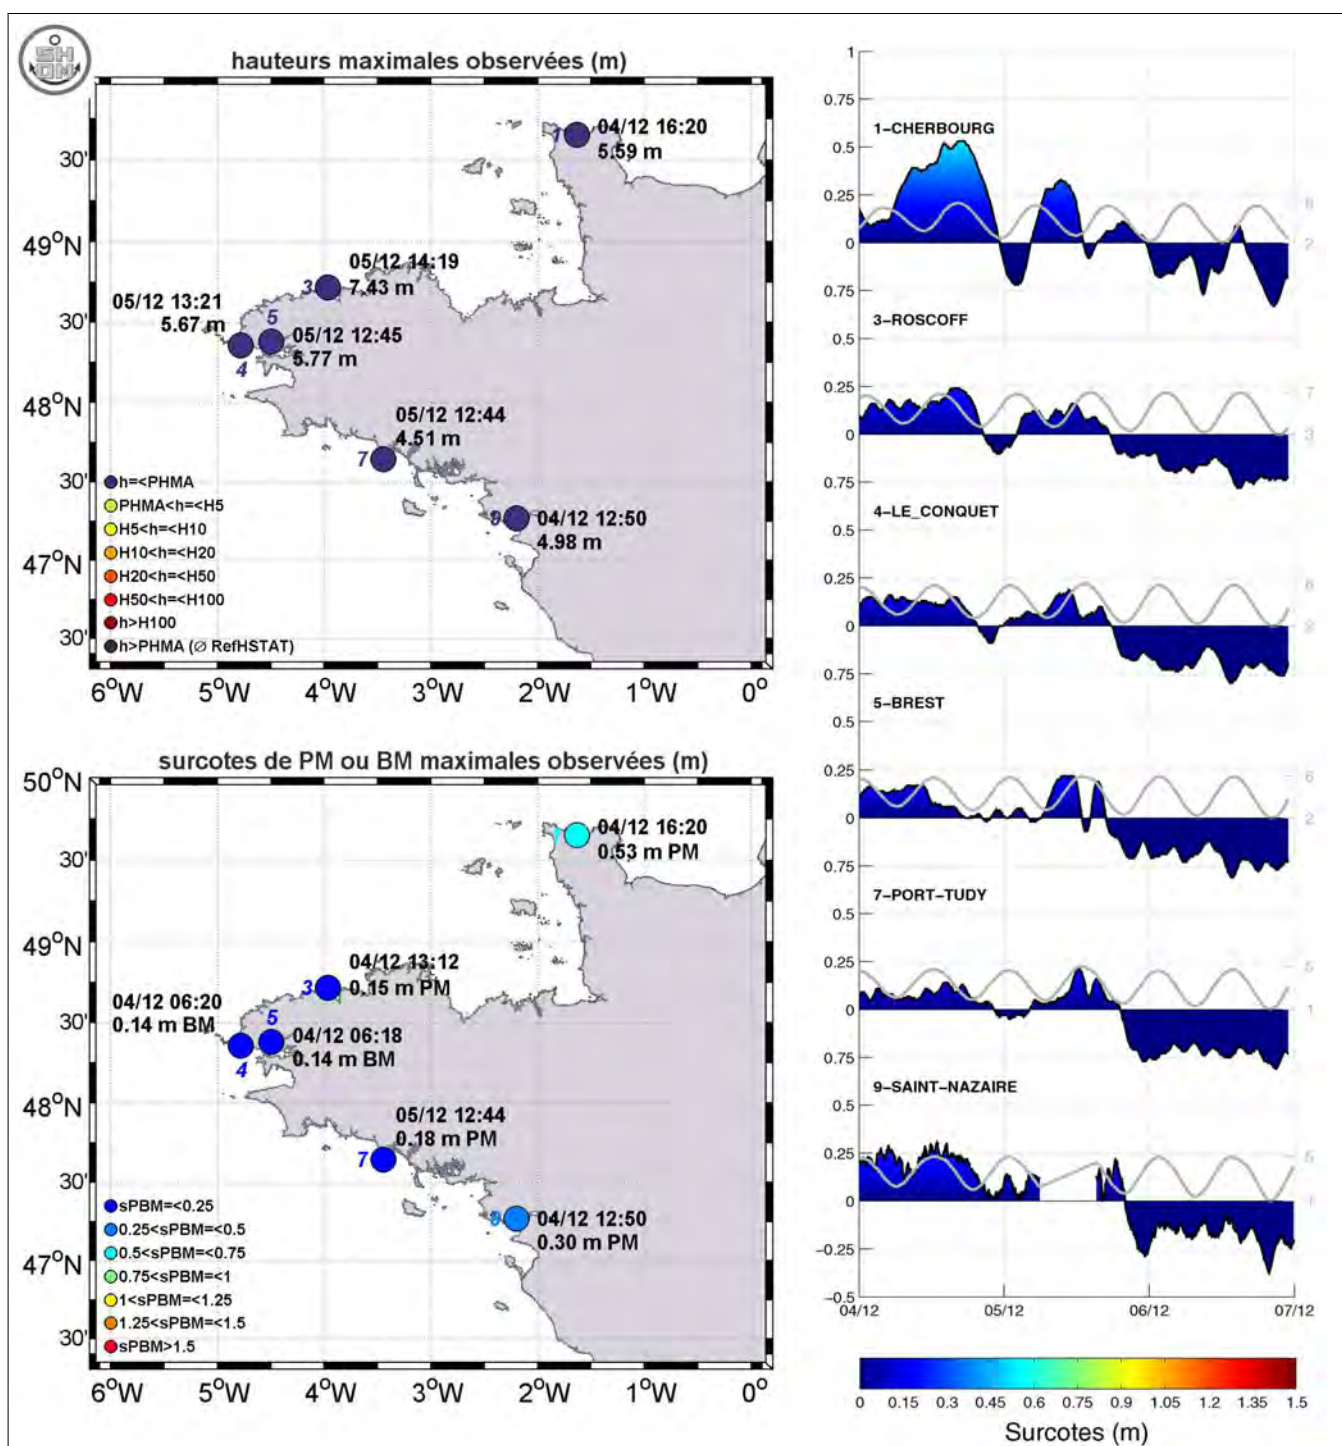 SHOM
hauteurs maximales observées (m)
04/12 16:20
5.59 m
1
30'
49°N
05/12 14:19
7.43 m
3
05/12 13:21
5.67 m
5
05/12 12:45
5.77 m
4
30'
48°N
05/12 12:44
4.51 m
7
30'
9
04/12 12:50
4.98 m
47°N
30'
h=<PHMA
PHMA<h=<H5
H5<h=<H10
H10<h=<H20
H20<h=<H50
H50<h=<H100
h>H100
h>PHMA (∅ RefHSTAT)
6°W 5°W 4°W 3°W 2°W 1°W 0°
surcotes de PM ou BM maximales observées (m)
50°N
04/12 16:20
0.53 m PM
30'
49°N
04/12 13:12
0.15 m PM
3
04/12 06:20
0.14 m BM
5
04/12 06:18
0.14 m BM
4
30'
48°N
05/12 12:44
0.18 m PM
7
30'
9
04/12 12:50
0.30 m PM
47°N
30'
sPBM=<0.25
0.25<sPBM=<0.5
0.5<sPBM=<0.75
0.75<sPBM=<1
1<sPBM=<1.25
1.25<sPBM=<1.5
sPBM>1.5
6°W 5°W 4°W 3°W 2°W 1°W 0°
1
0.75
1-CHERBOURG
0.5
0.25
8
0
2
0.75
3-ROSCOFF
0.5
0.25
7
0
3
0.75
4-LE_CONQUET
0.5
0.25
0
0.75
5-BREST
0.5
0.25
6
0
2
0.75
7-PORT-TUDY
0.5
0.25
5
0
1
0.75
9-SAINT-NAZAIRE
0.5
0.25
5
0
-0.25
-0.5
04/12 05/12 06/12 07/12
0 0.15 0.3 0.45 0.6 0.75 0.9 1.05 1.2 1.35 1.5
Surcotes (m)